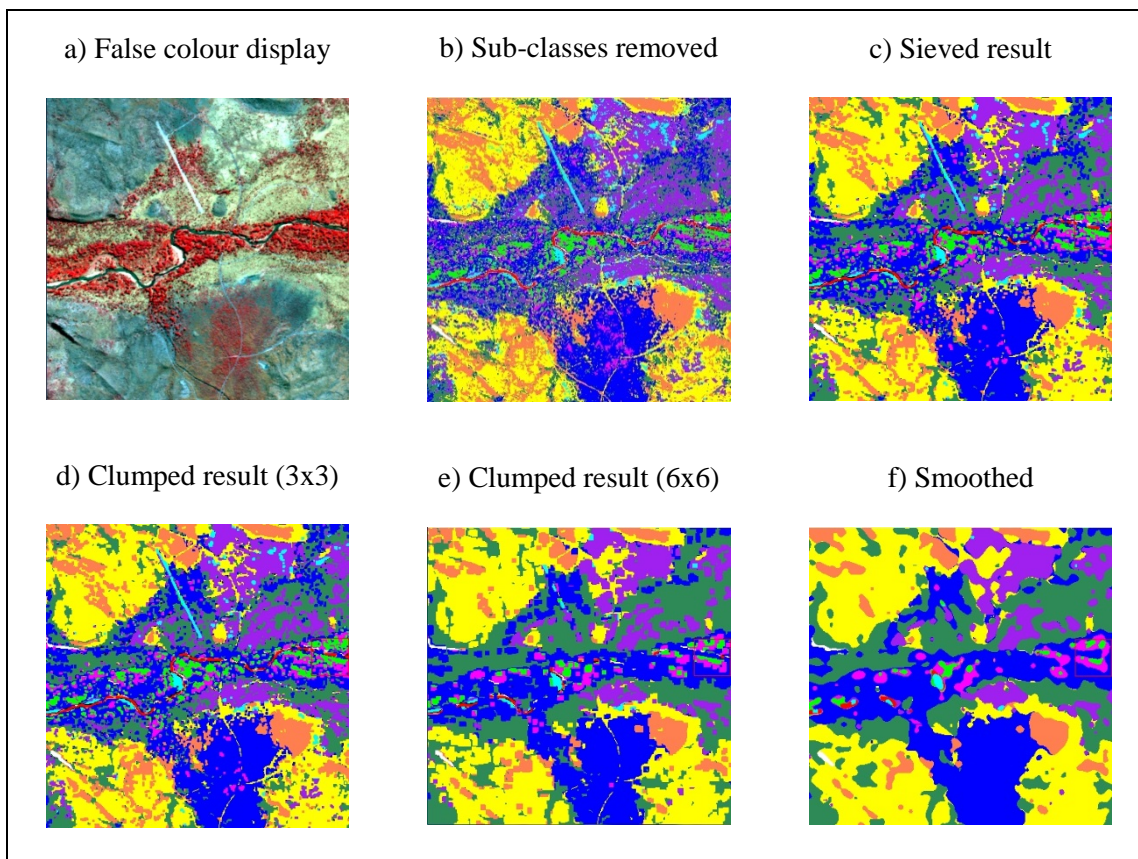 a) False colour display
b) Sub-classes removed
c) Sieved result
d) Clumped result (3x3)
e) Clumped result (6x6)
f) Smoothed